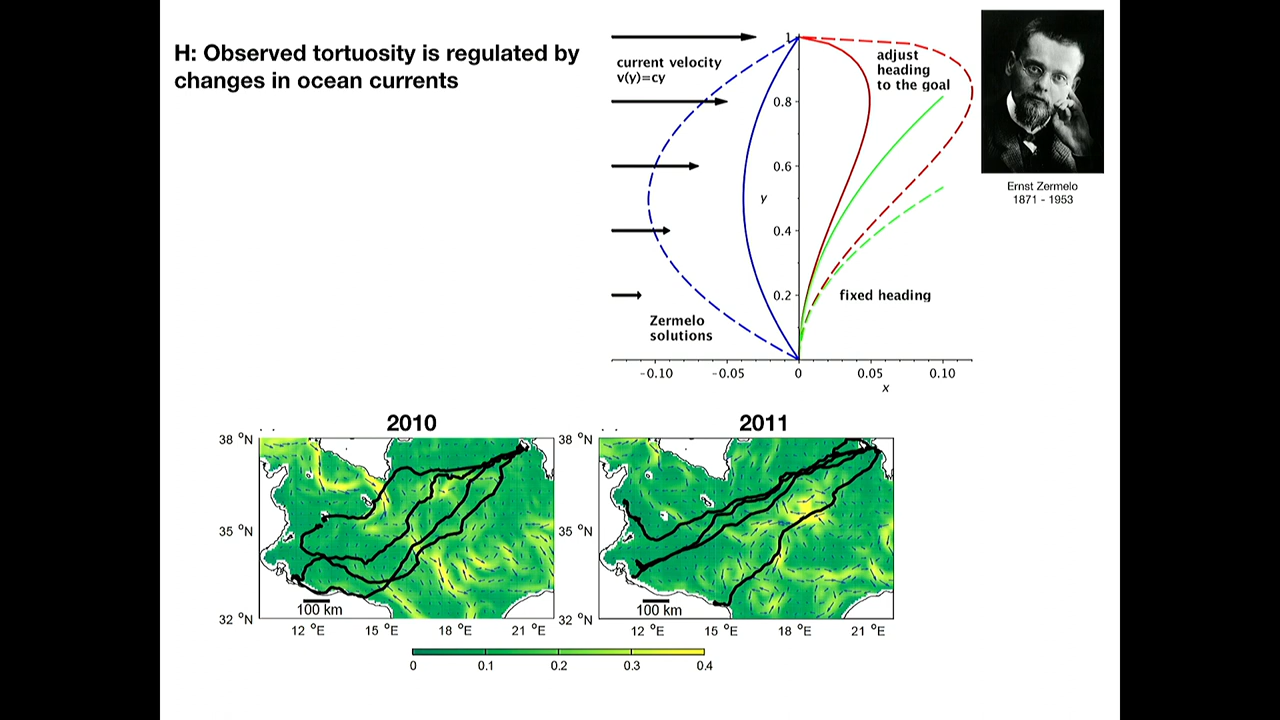 H: Observed tortuosity is regulated by
changes in ocean currents
current velocity
v(y)=cy
adjust
heading
to the goal
1
0.8
0.6
y
0.4
0.2
fixed heading
Zermelo
solutions
-0.10
-0.05
0
0.05
0.10
x
Ernst Zermelo
1871 - 1953
2010
38 °N
35 °N
32 °N
100 km
12 °E
15 °E
18 °E
21 °E
2011
38 °N
35 °N
32 °N
100 km
12 °E
15 °E
18 °E
21 °E
0
0.1
0.2
0.3
0.4